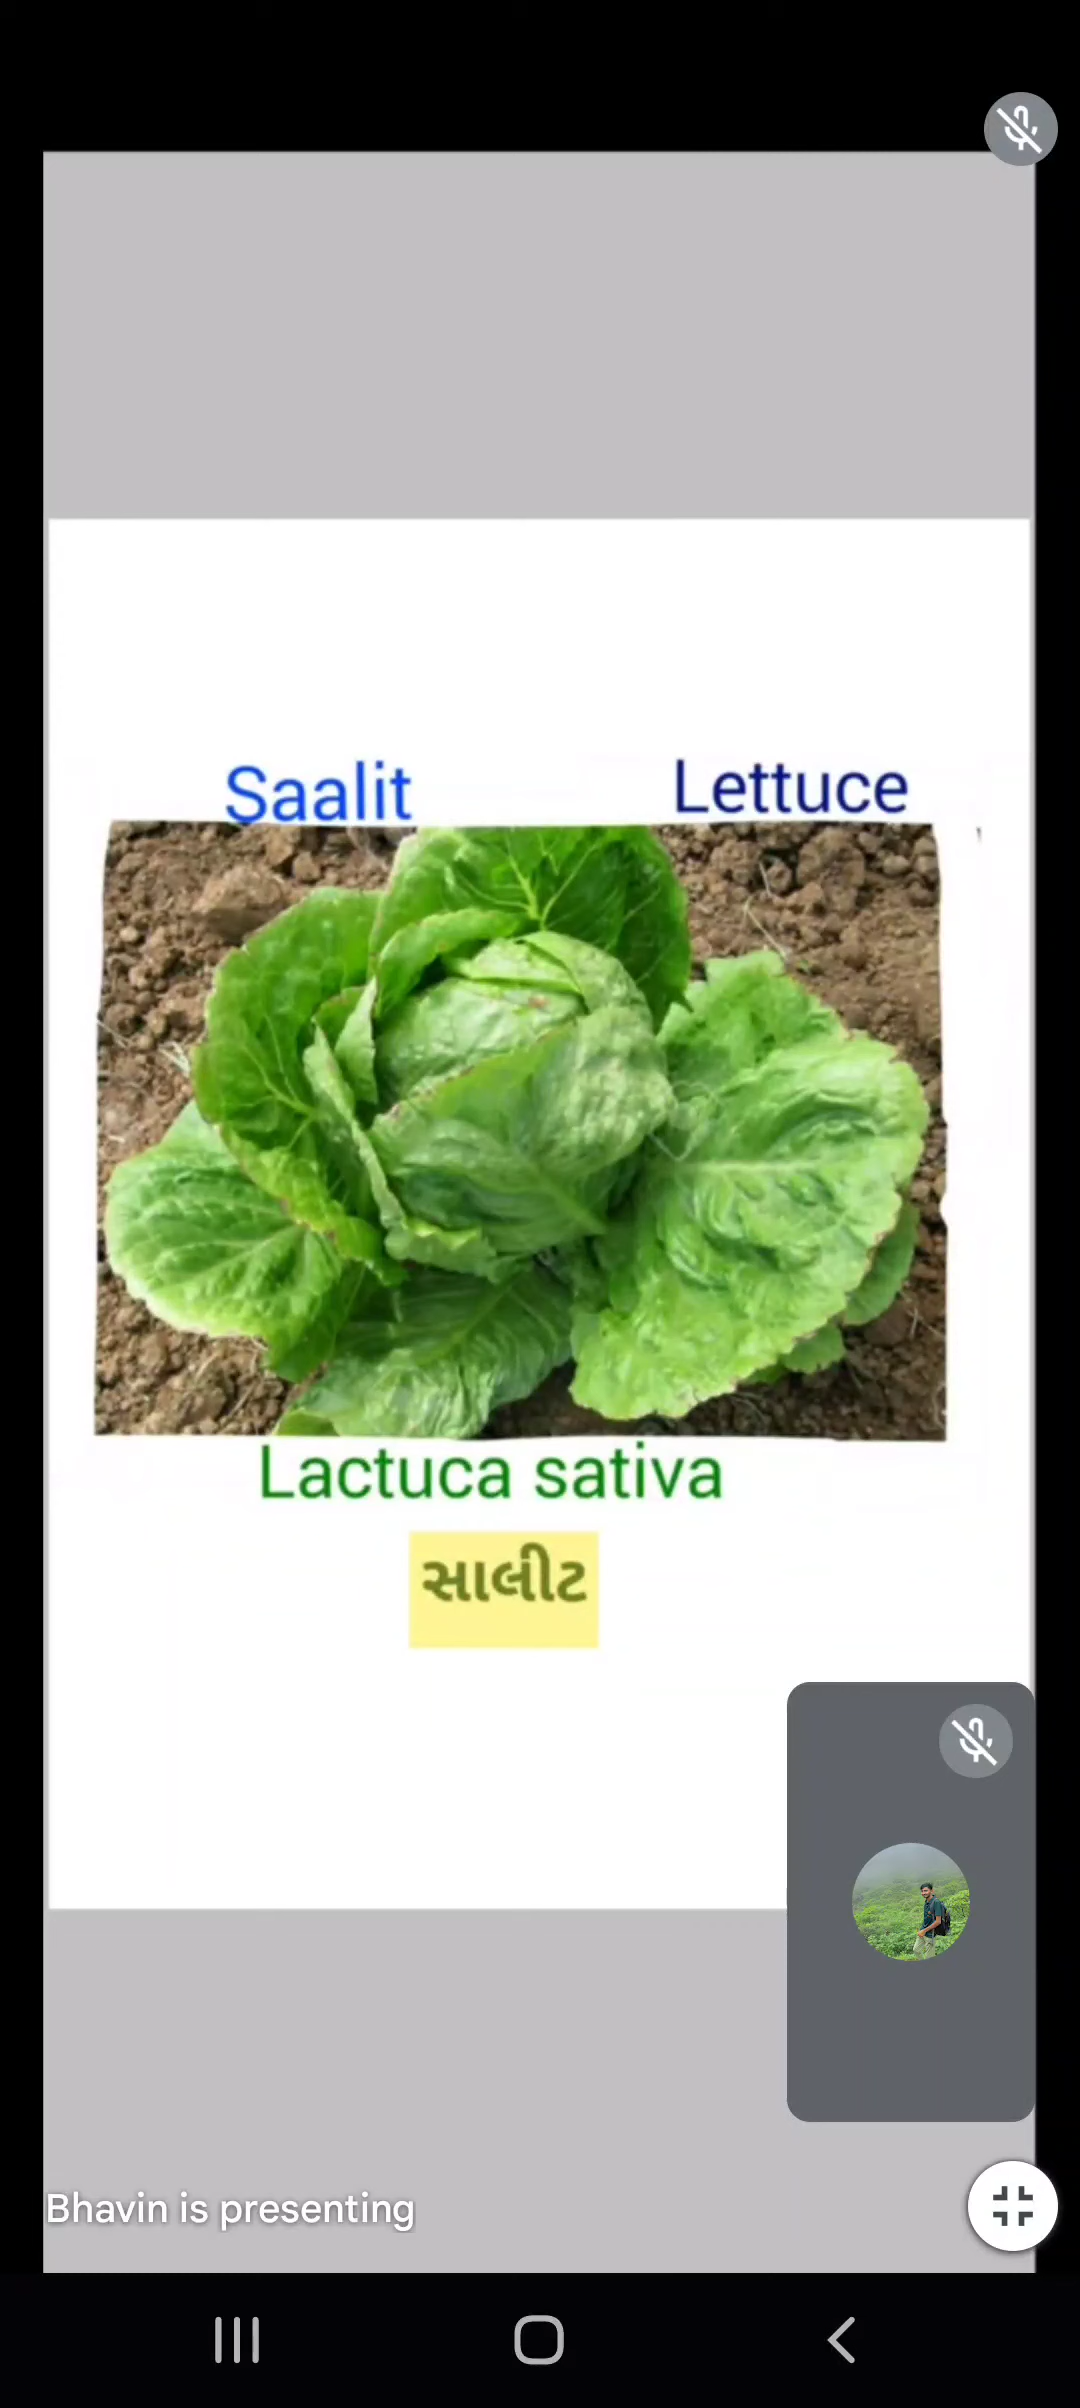 Saalit Lettuce
Lactuca sativa
સાલીટ
Bhavin is presenting